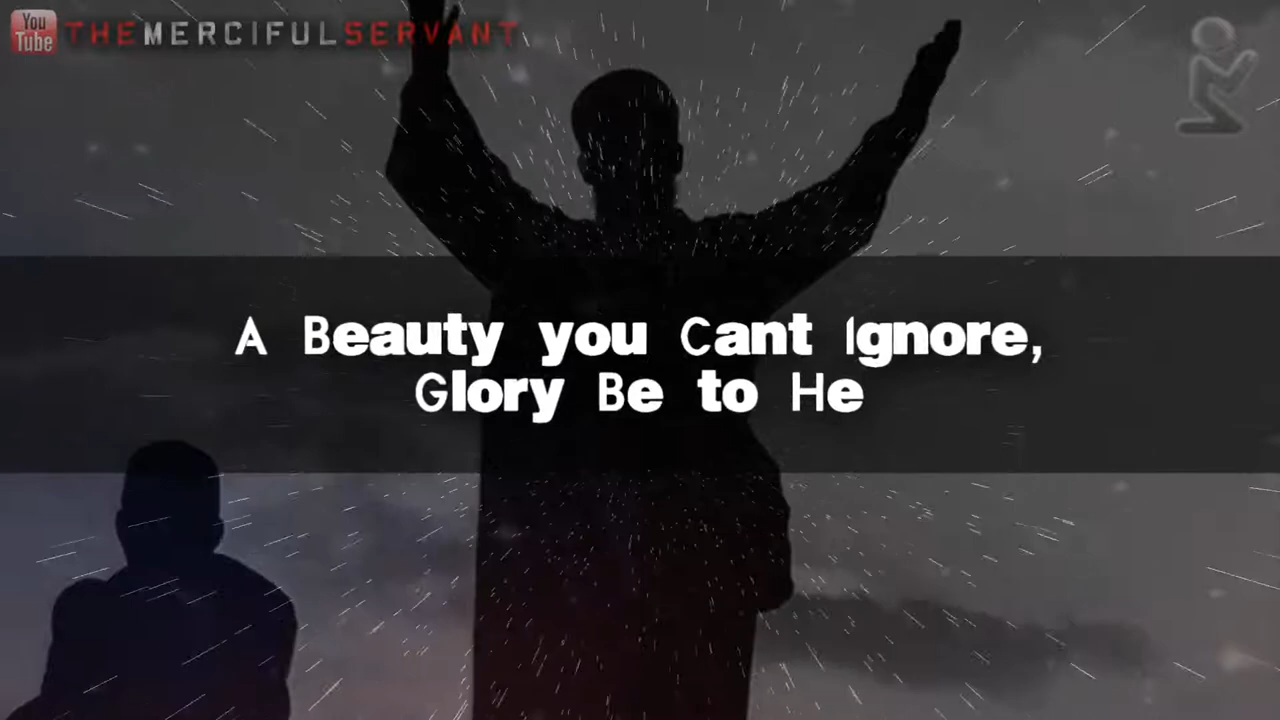 You Tube THEMERCIFULSERVANT
A Beauty you Cant Ignore,
Glory Be to He